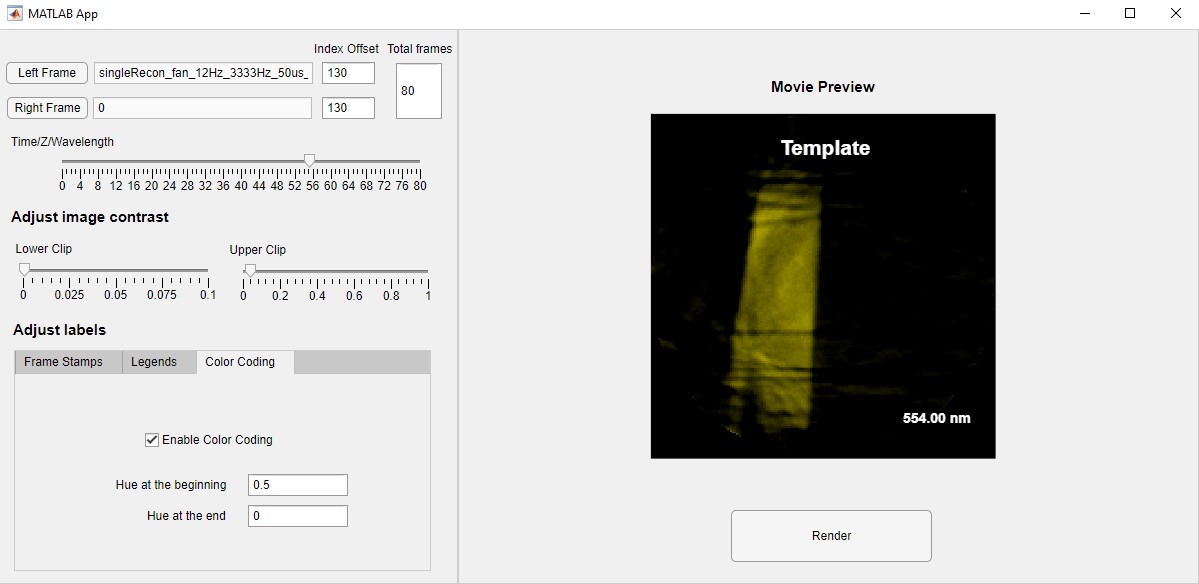 MATLAB App
Index Offset Total frames
Left Frame singleRecon_fan_12Hz_3333Hz_50us_ 130
80
Right Frame 0 130
Time/Z/Wavelength
0 4 8 12 16 20 24 28 32 36 40 44 48 52 56 60 64 68 72 76 80
Adjust image contrast
Lower Clip
0 0.025 0.05 0.075 0.1
Upper Clip
0 0.2 0.4 0.6 0.8 1
Adjust labels
Frame Stamps Legends Color Coding
Enable Color Coding
Hue at the beginning 0.5
Hue at the end 0
Movie Preview
Template
554.00 nm
Render